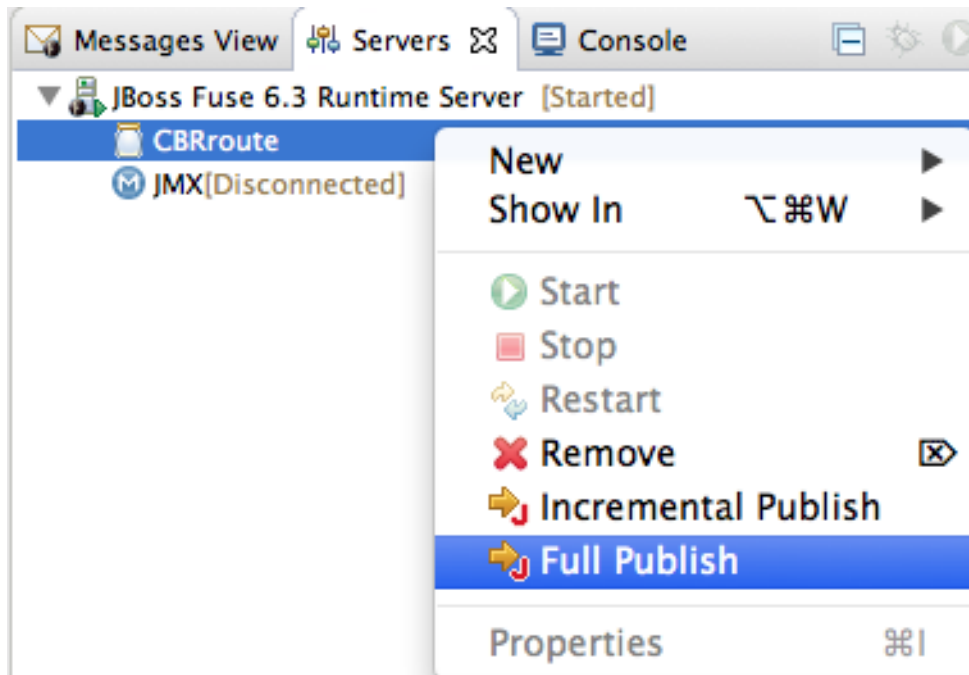 Messages View Servers Console
JBoss Fuse 6.3 Runtime Server [Started]
CBRroute
JMX[Disconnected]
New
Show In ⌥⌘W
Start
Stop
Restart
Remove
Incremental Publish
Full Publish
Properties ⌘I